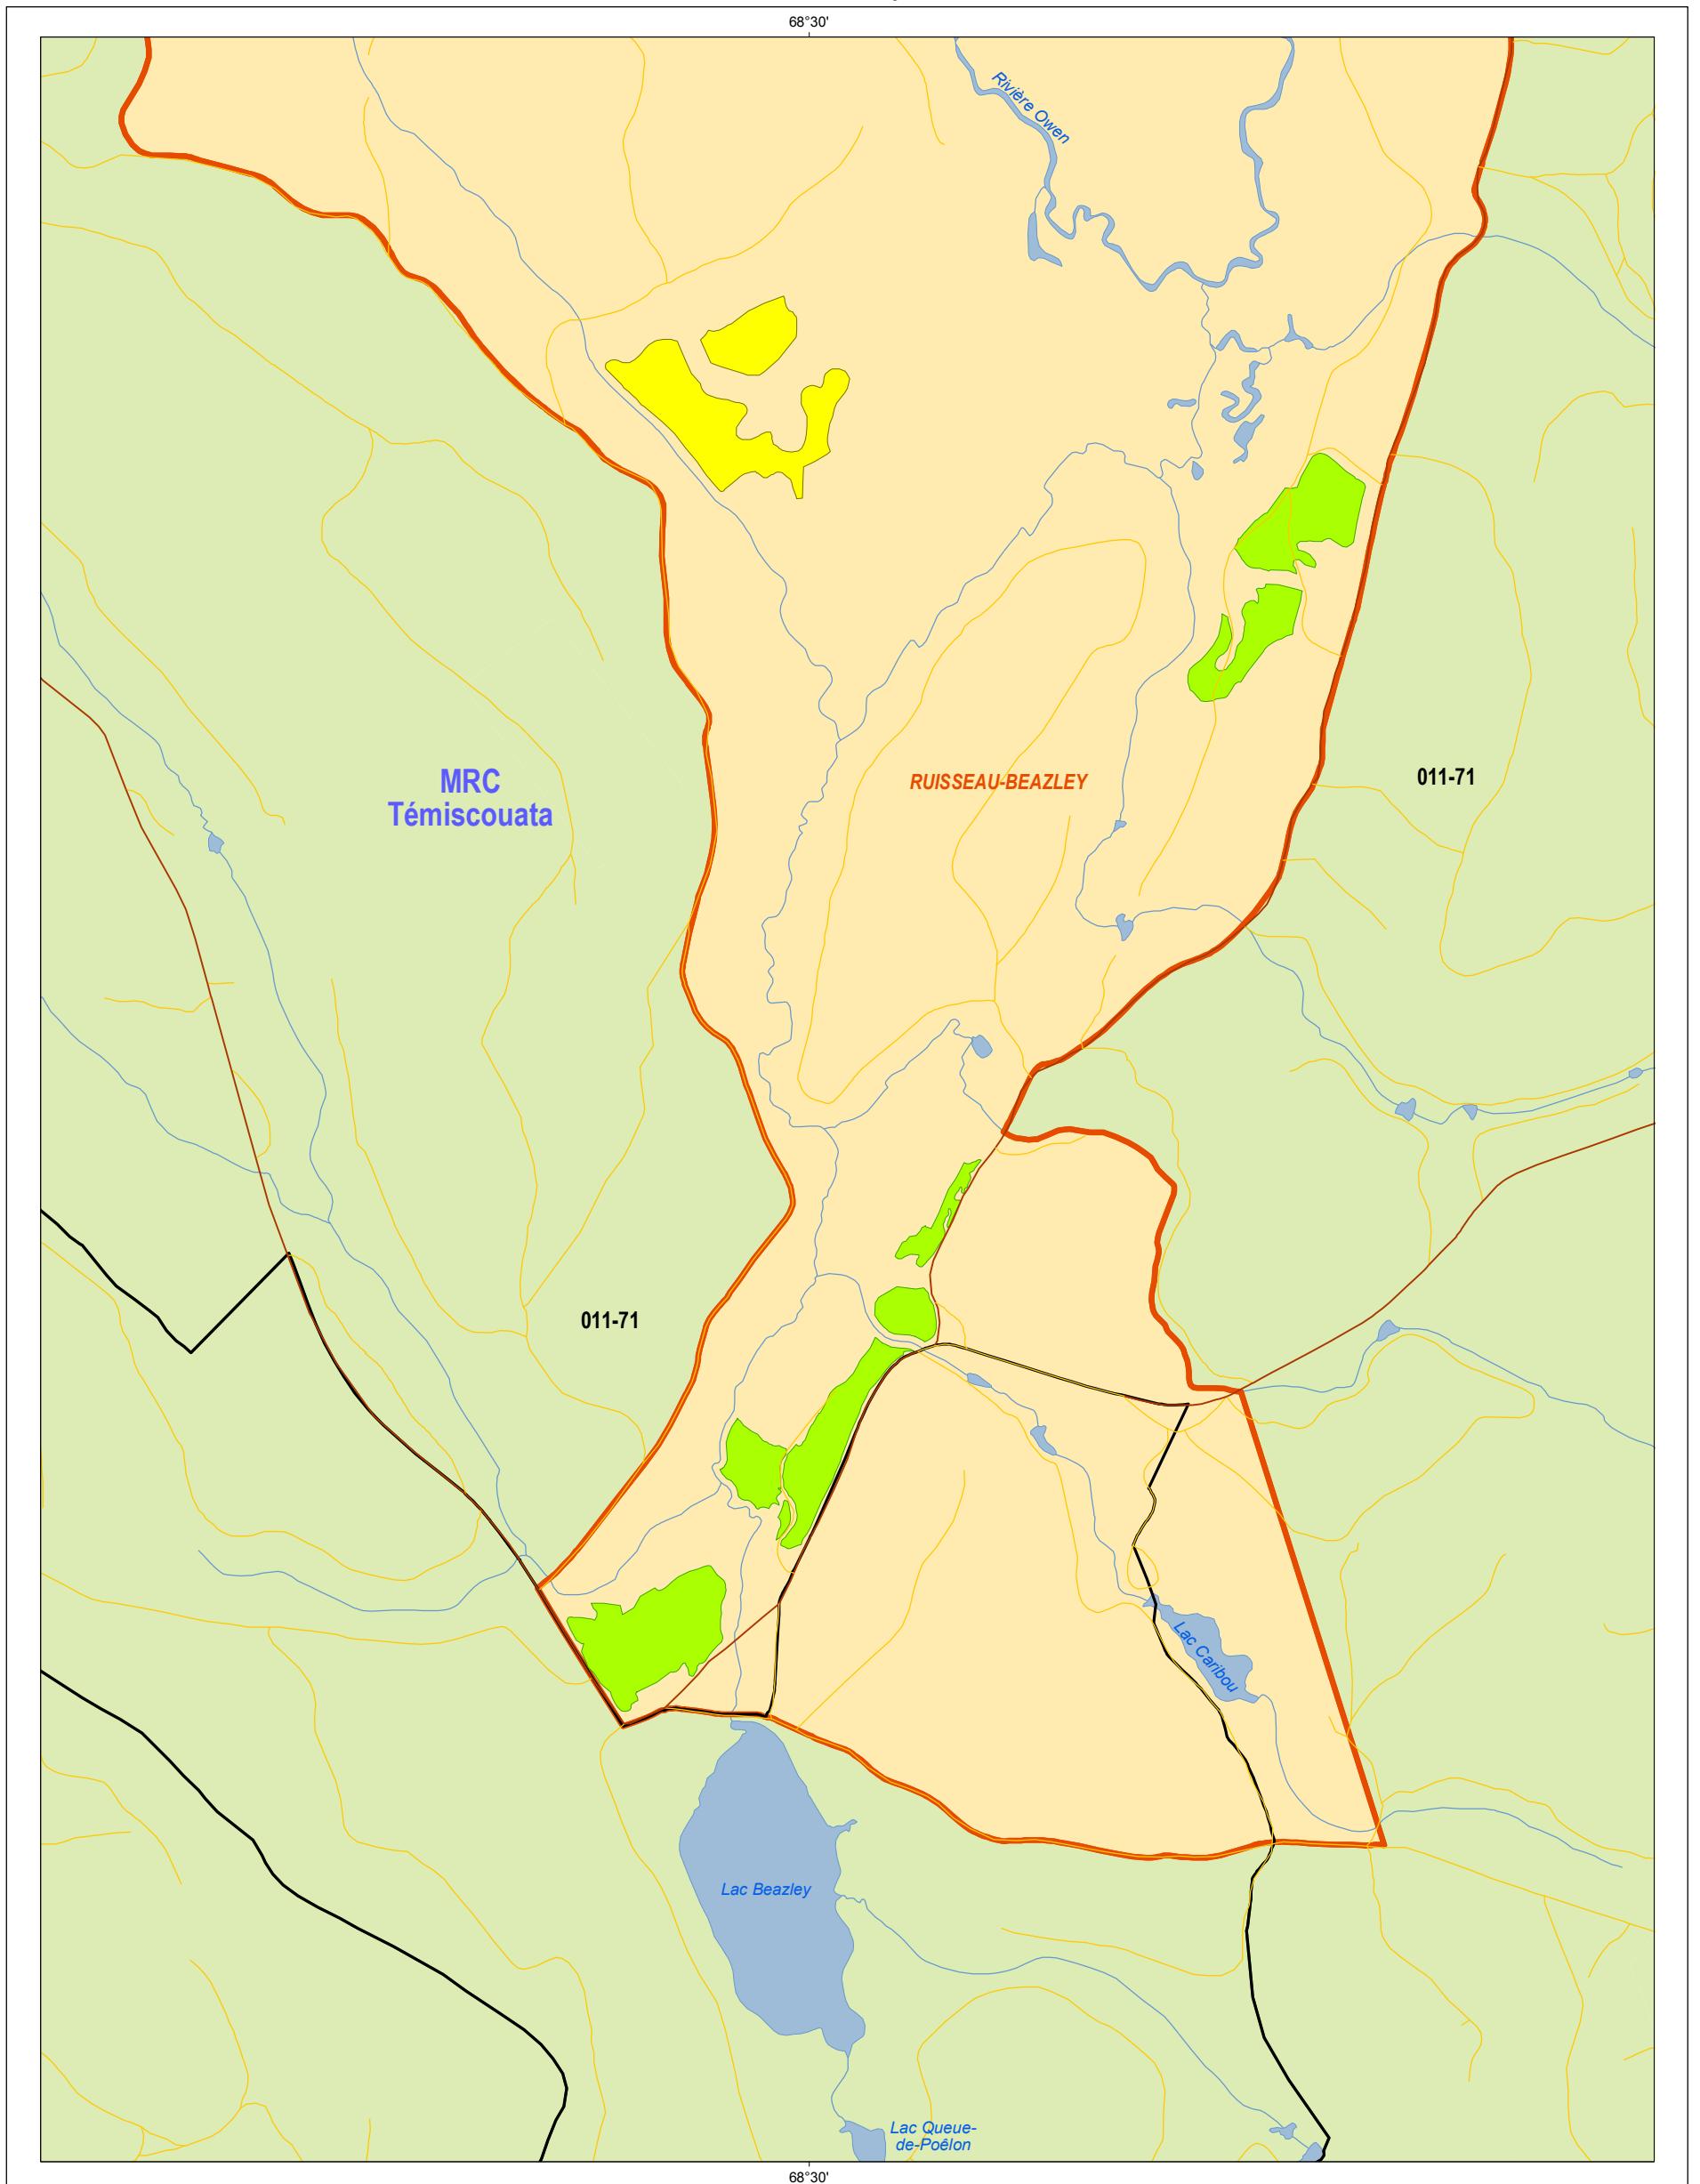 68°30'
Rivière Owen
MRC
Témiscouata
RUISSEAU-BEAZLEY
011-71
011-71
Lac Caribou
Lac Beazley
Lac Queue-
de-Poêlon
68°30'